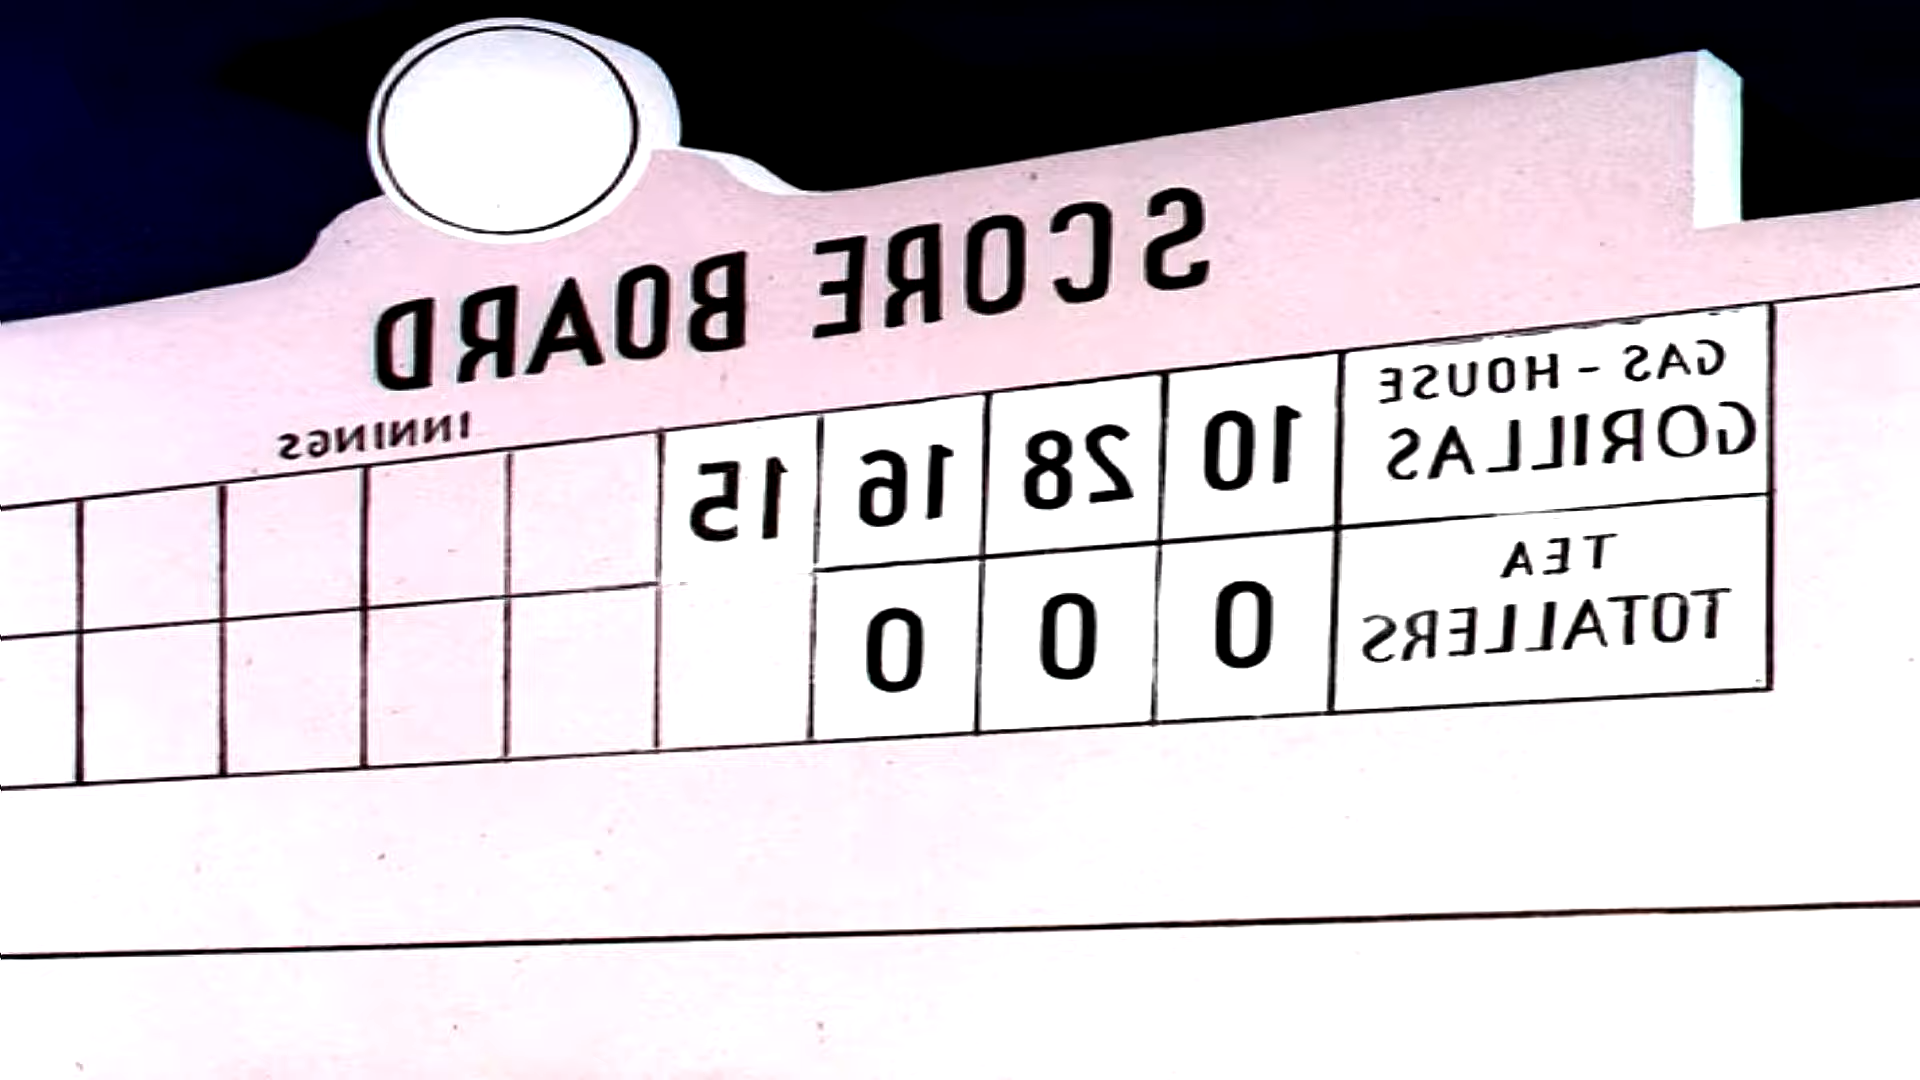 SCORE BOARD
INNINGS
GAS - HOUSE
GORILLAS 10 28 16 15
TEA
TOTALLERS 0 0 0